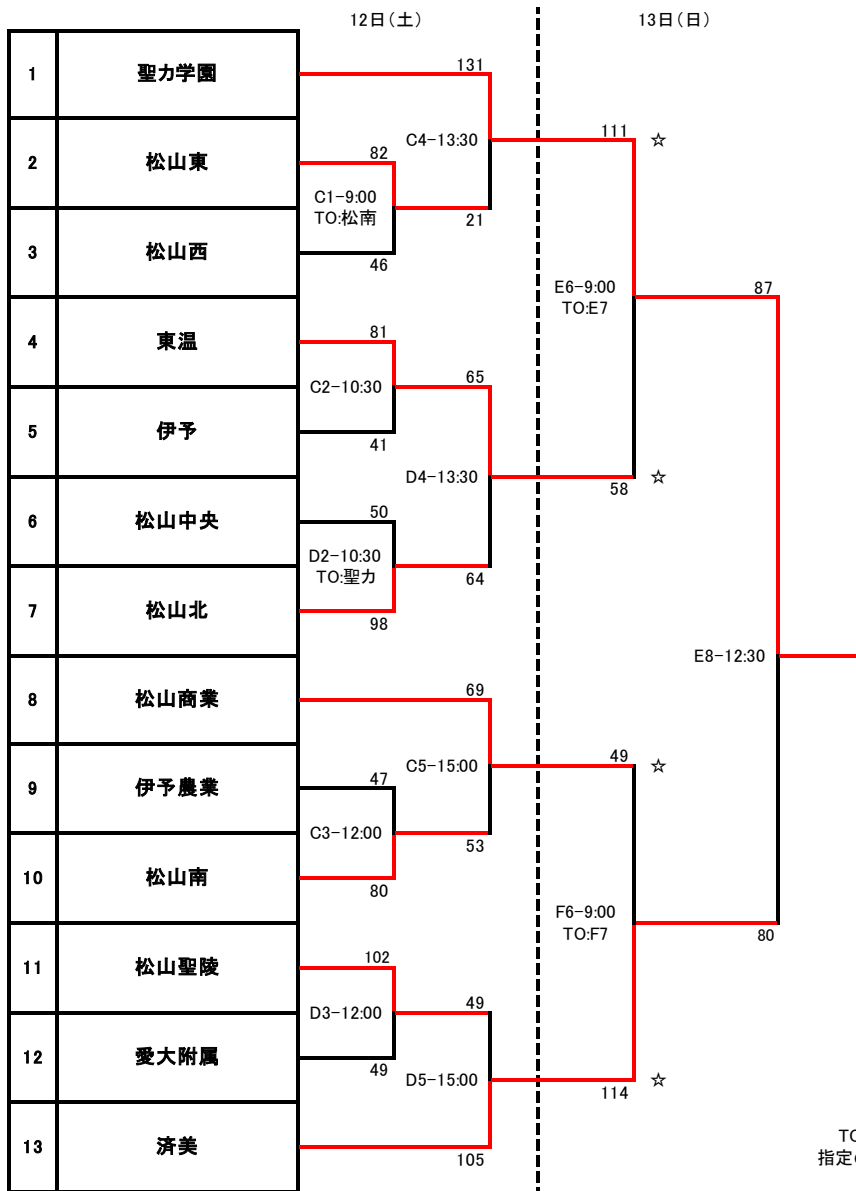 12日(土)
13日(日)
1 聖カ学園
131
C4-13:30
111 ☆
2 松山東
82
C1-9:00
TO:松南
21
3 松山西
46
E6-9:00
TO:E7
87
4 東温
81
65
C2-10:30
5 伊予
41
D4-13:30
58 ☆
6 松山中央
50
D2-10:30
TO:聖カ
64
7 松山北
98
E8-12:30
8 松山商業
69
C5-15:00
49 ☆
9 伊予農業
47
C3-12:00
53
10 松山南
80
F6-9:00
TO:F7
80
11 松山聖陵
102
49
D3-12:00
12 愛大附属
49
D5-15:00
114 ☆
13 済美
105
TO
指定